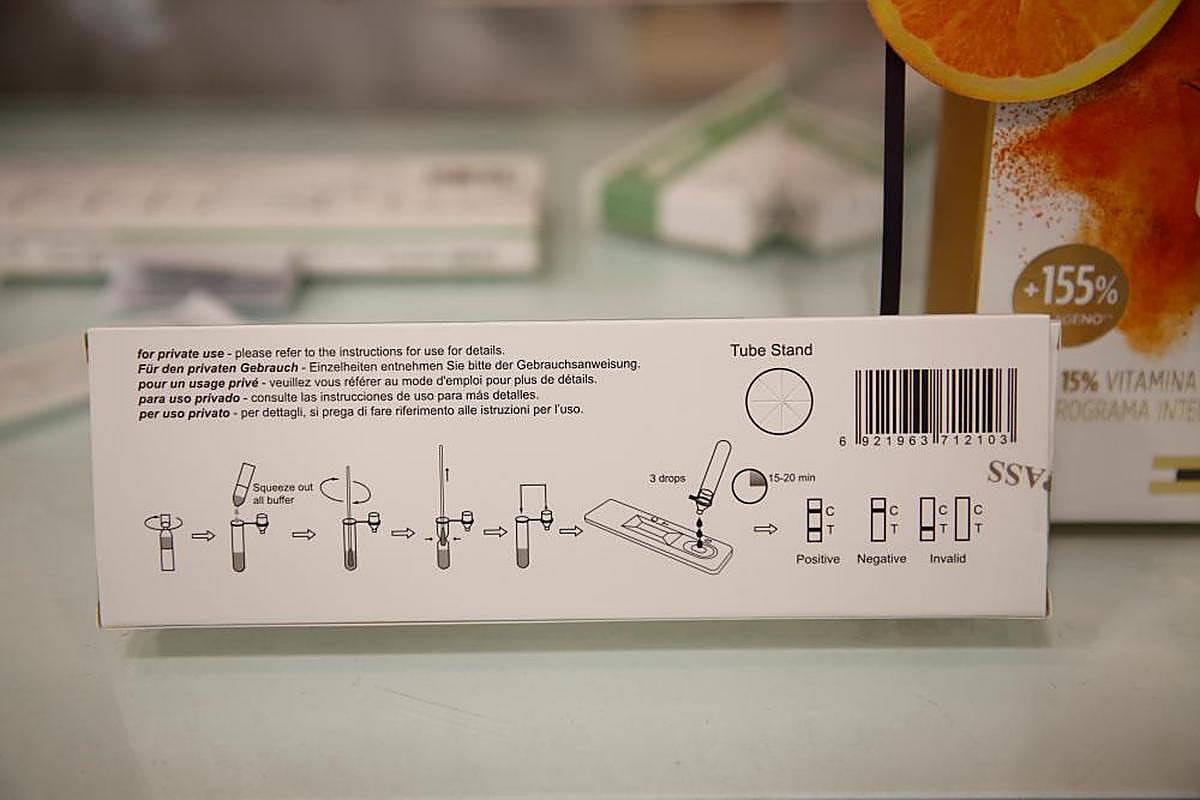 for private use - please refer to the instructions for use for details.
Für den privaten Gebrauch - Einzelheiten entnehmen Sie bitte der Gebrauchsanweisung.
pour un usage privé - veuillez vous référer au mode d'emploi pour plus de détails.
para uso privado - consulte las instrucciones de uso para más detalles.
per uso privato - per dettagli, si prega di fare riferimento alle istruzioni per l'uso.
Tube Stand
6 921963 712103
PASS
Squeeze out
all buffer
3 drops
15-20 min
C C C C
T T T T
Positive Negative Invalid
+155%
15% VITAMINA